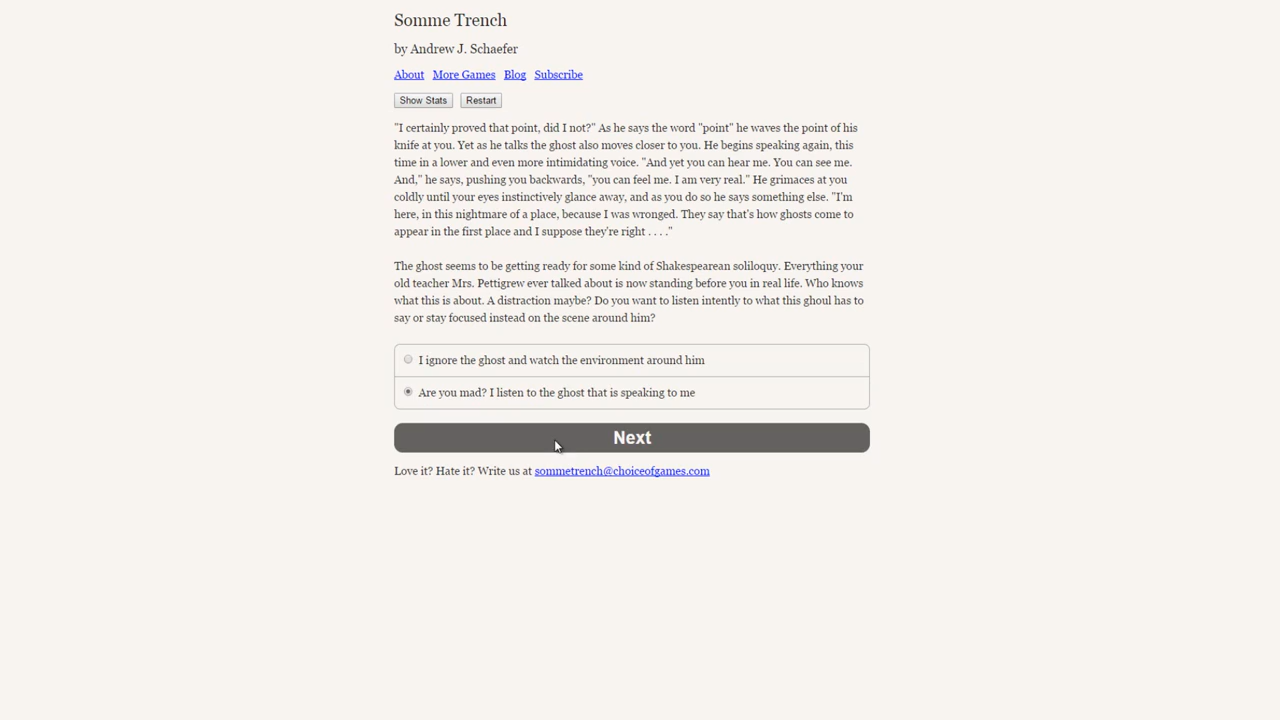 Somme Trench
by Andrew J. Schaefer
About More Games Blog Subscribe
Show Stats Restart
"I certainly proved that point, did I not?" As he says the word "point" he waves the point of his
knife at you. Yet as he talks the ghost also moves closer to you. He begins speaking again, this
time in a lower and even more intimidating voice. "And yet you can hear me. You can see me.
And," he says, pushing you backwards, "you can feel me. I am very real." He grimaces at you
coldly until your eyes instinctively glance away, and as you do so he says something else. "I'm
here, in this nightmare of a place, because I was wronged. They say that's how ghosts come to
appear in the first place and I suppose they're right . . . ."
The ghost seems to be getting ready for some kind of Shakespearean soliloquy. Everything your
old teacher Mrs. Pettigrew ever talked about is now standing before you in real life. Who knows
what this is about. A distraction maybe? Do you want to listen intently to what this ghoul has to
say or stay focused instead on the scene around him?
I ignore the ghost and watch the environment around him
Are you mad? I listen to the ghost that is speaking to me
Next
Love it? Hate it? Write us at sommetrench@choiceofgames.com